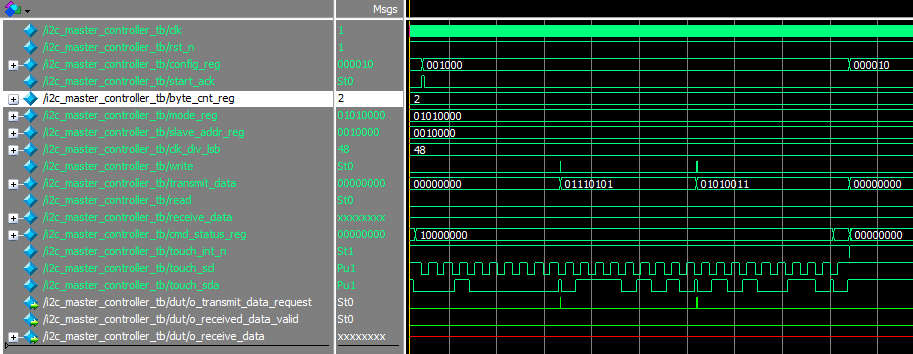 Msgs
/i2c_master_controller_tb/clk 1
/i2c_master_controller_tb/rst_n 1
/i2c_master_controller_tb/config_reg 000010 001000 000010
/i2c_master_controller_tb/start_ack St0
/i2c_master_controller_tb/byte_cnt_reg 2 2
/i2c_master_controller_tb/mode_reg 01010000 01010000
/i2c_master_controller_tb/slave_addr_reg 0010000 0010000
/i2c_master_controller_tb/clk_div_lsb 48 48
/i2c_master_controller_tb/write St0
/i2c_master_controller_tb/transmit_data 00000000 00000000 01110101 01010011 00000000
/i2c_master_controller_tb/read St0
/i2c_master_controller_tb/receive_data xxxxxxxx
/i2c_master_controller_tb/cmd_status_reg 00000000 10000000 00000000
/i2c_master_controller_tb/touch_int_n St1
/i2c_master_controller_tb/touch_scl Pu1
/i2c_master_controller_tb/touch_sda Pu1
/i2c_master_controller_tb/dut/o_transmit_data_request St0
/i2c_master_controller_tb/dut/o_received_data_valid St0
/i2c_master_controller_tb/dut/o_receive_data xxxxxxxx